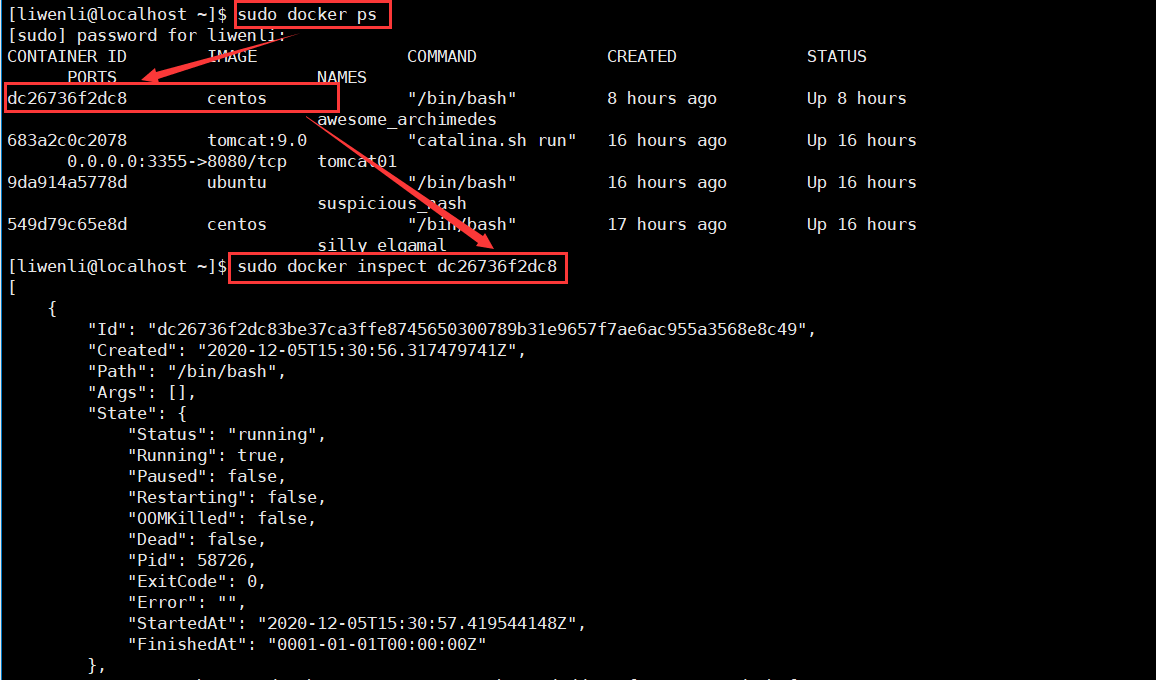 [liwenli@localhost ~]$ sudo docker ps
[sudo] password for liwenli:
CONTAINER ID        IMAGE               COMMAND             CREATED             STATUS
      PORTS                    NAMES
dc26736f2dc8        centos              "/bin/bash"         8 hours ago         Up 8 hours
                               awesome_archimedes
683a2c0c2078        tomcat:9.0          "catalina.sh run"   16 hours ago        Up 16 hours
      0.0.0.0:3355->8080/tcp   tomcat01
9da914a5778d        ubuntu              "/bin/bash"         16 hours ago        Up 16 hours
                               suspicious_nash
549d79c65e8d        centos              "/bin/bash"         17 hours ago        Up 16 hours
                               silly_elgamal
[liwenli@localhost ~]$ sudo docker inspect dc26736f2dc8
[
    {
        "Id": "dc26736f2dc83be37ca3ffe8745650300789b31e9657f7ae6ac955a3568e8c49",
        "Created": "2020-12-05T15:30:56.317479741Z",
        "Path": "/bin/bash",
        "Args": [],
        "State": {
            "Status": "running",
            "Running": true,
            "Paused": false,
            "Restarting": false,
            "OOMKilled": false,
            "Dead": false,
            "Pid": 58726,
            "ExitCode": 0,
            "Error": "",
            "StartedAt": "2020-12-05T15:30:57.419544148Z",
            "FinishedAt": "0001-01-01T00:00:00Z"
        },